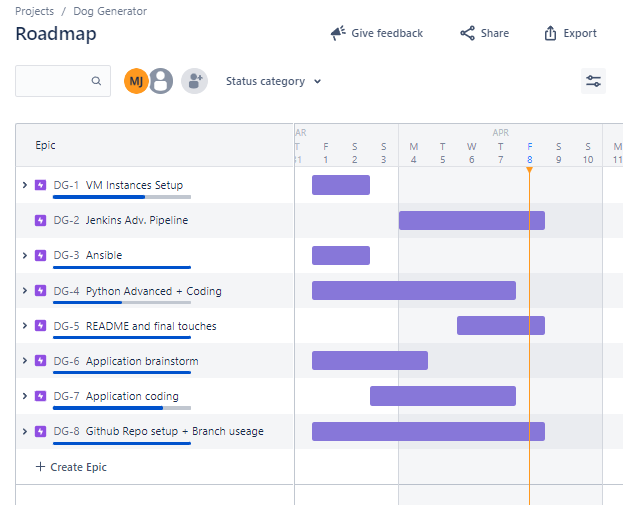 Projects / Dog Generator
Roadmap
Give feedback
Share
Export
MJ
Status category
Epic
AR
APR
T F S S M T W T F S S M
31 1 2 3 4 5 6 7 8 9 10 11
DG-1 VM Instances Setup
DG-2 Jenkins Adv. Pipeline
DG-3 Ansible
DG-4 Python Advanced + Coding
DG-5 README and final touches
DG-6 Application brainstorm
DG-7 Application coding
DG-8 Github Repo setup + Branch useage
+ Create Epic